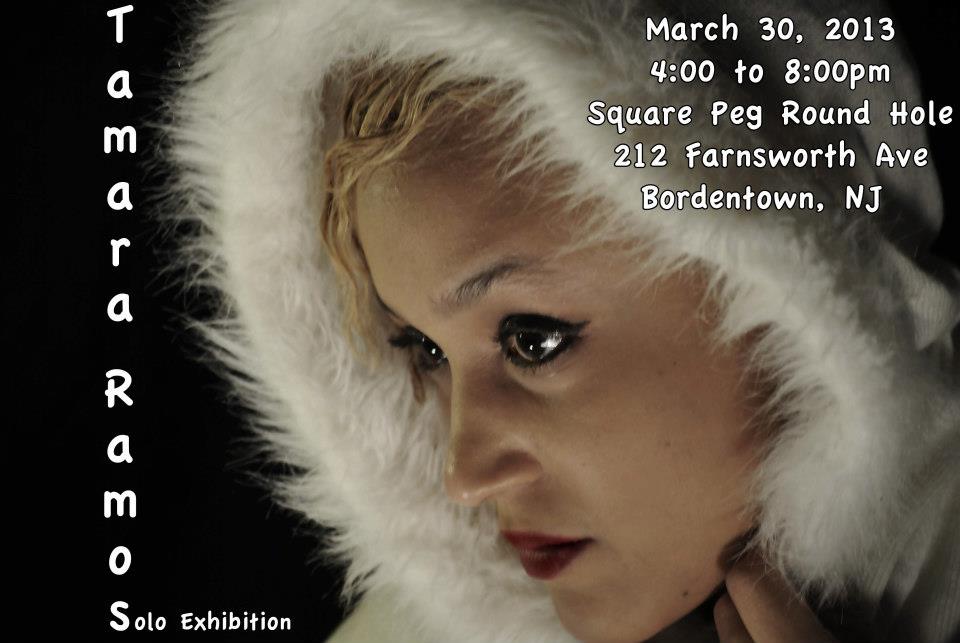 Tamara Ramos
Solo Exhibition
March 30, 2013
4:00 to 8:00pm
Square Peg Round Hole
212 Farnsworth Ave
Bordentown, NJ